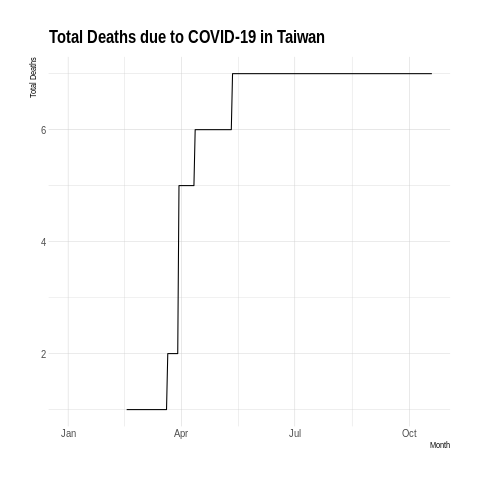 Total Deaths due to COVID-19 in Taiwan
Total Deaths
6
4
2
Jan Apr Jul Oct
Month